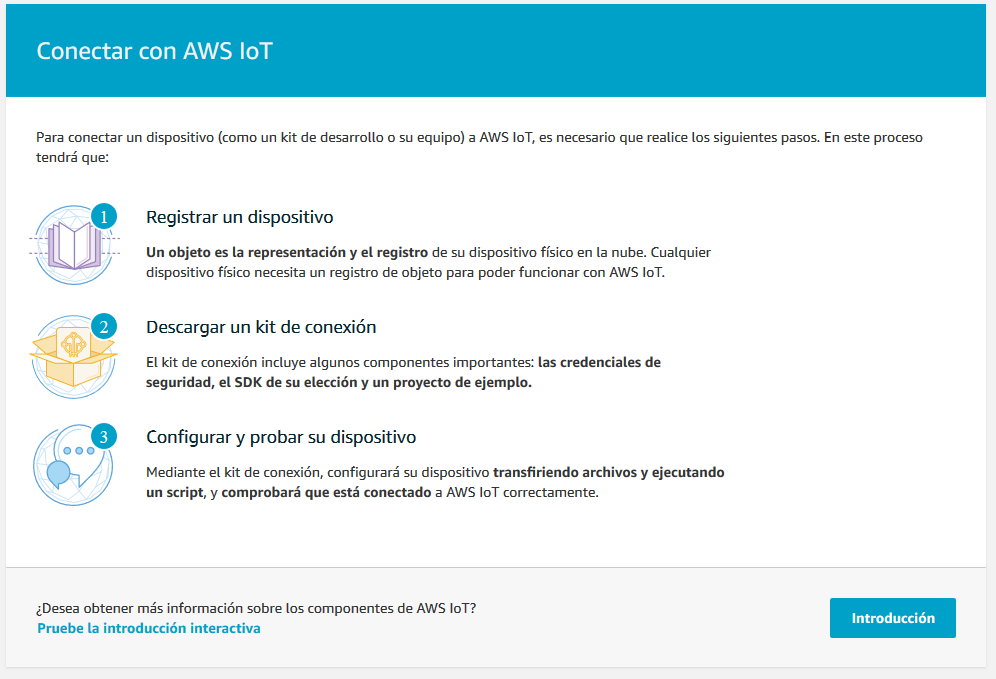 Conectar con AWS IoT
Para conectar un dispositivo (como un kit de desarrollo o su equipo) a AWS IoT, es necesario que realice los siguientes pasos. En este proceso
tendrá que:
1
Registrar un dispositivo
Un objeto es la representación y el registro de su dispositivo físico en la nube. Cualquier
dispositivo físico necesita un registro de objeto para poder funcionar con AWS IoT.
2
Descargar un kit de conexión
El kit de conexión incluye algunos componentes importantes: las credenciales de
seguridad, el SDK de su elección y un proyecto de ejemplo.
3
Configurar y probar su dispositivo
Mediante el kit de conexión, configurará su dispositivo transfiriendo archivos y ejecutando
un script, y comprobará que está conectado a AWS IoT correctamente.
¿Desea obtener más información sobre los componentes de AWS IoT?
Pruebe la introducción interactiva
Introducción